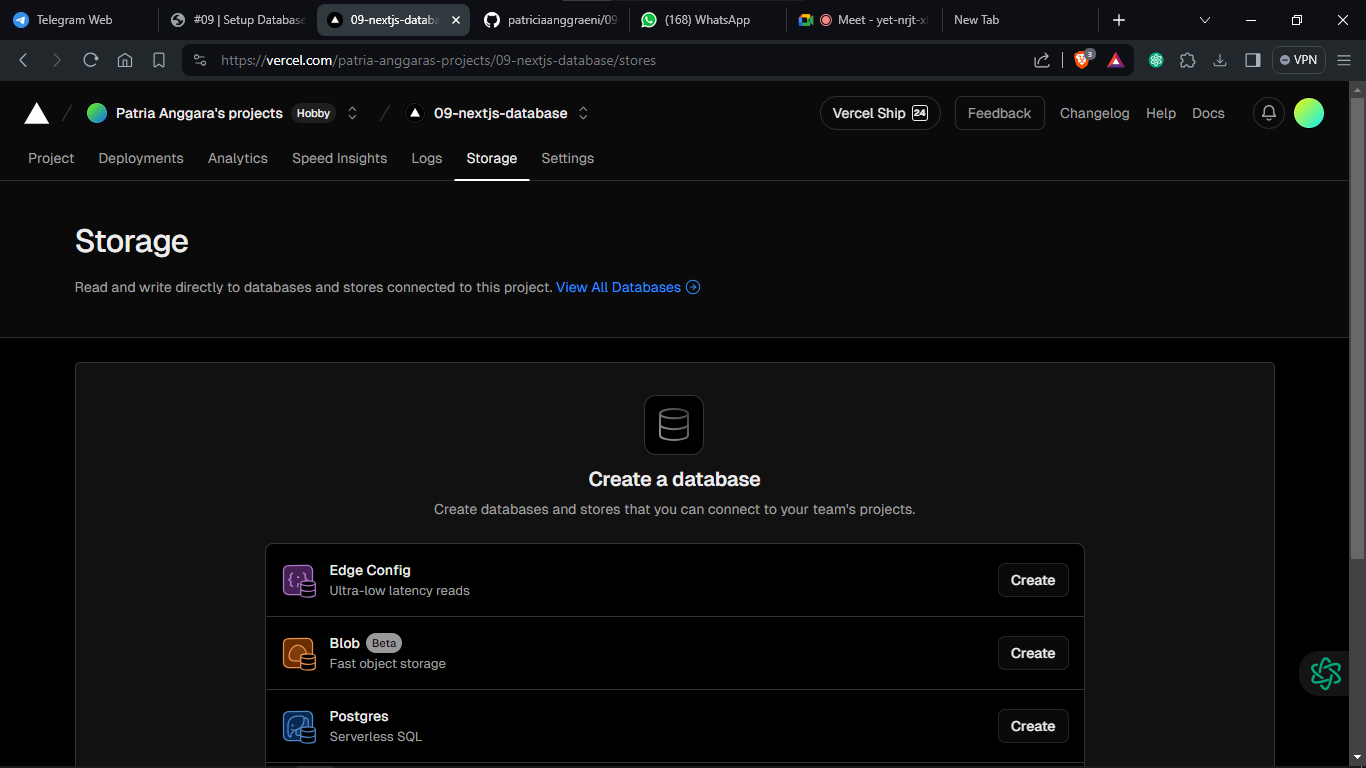 Telegram Web
#09 | Setup Database
09-nextjs-databa
patriciaanggraeni/09
(168) WhatsApp
Meet - yet-nrjt-x
New Tab
https://vercel.com/patria-anggaras-projects/09-nextjs-database/stores
3
VPN
Patria Anggara's projects Hobby
09-nextjs-database
Vercel Ship 24
Feedback
Changelog
Help
Docs
Project
Deployments
Analytics
Speed Insights
Logs
Storage
Settings
Storage
Read and write directly to databases and stores connected to this project. View All Databases
Create a database
Create databases and stores that you can connect to your team's projects.
Edge Config
Ultra-low latency reads
Create
Blob Beta
Fast object storage
Create
Postgres
Serverless SQL
Create